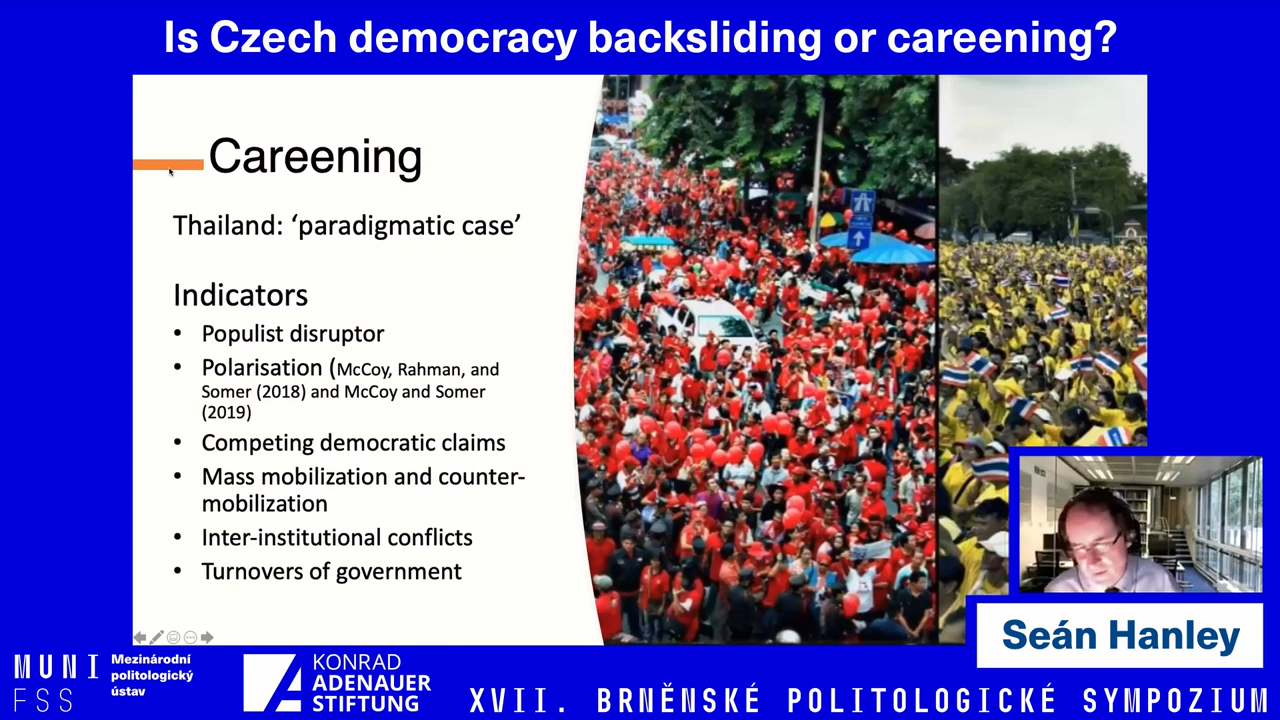 Is Czech democracy backsliding or careening?
Careening
Thailand: ‘paradigmatic case’
Indicators
• Populist disruptor
• Polarisation (McCoy, Rahman, and
Somer (2018) and McCoy and Somer
(2019)
• Competing democratic claims
• Mass mobilization and counter-
mobilization
• Inter-institutional conflicts
• Turnovers of government
Seán Hanley
MUNI
FSS
Mezinárodní
politologický
ústav
KONRAD
ADENAUER
STIFTUNG
XVII. BRNĚNSKÉ POLITOLOGICKÉ SYMPOZIUM